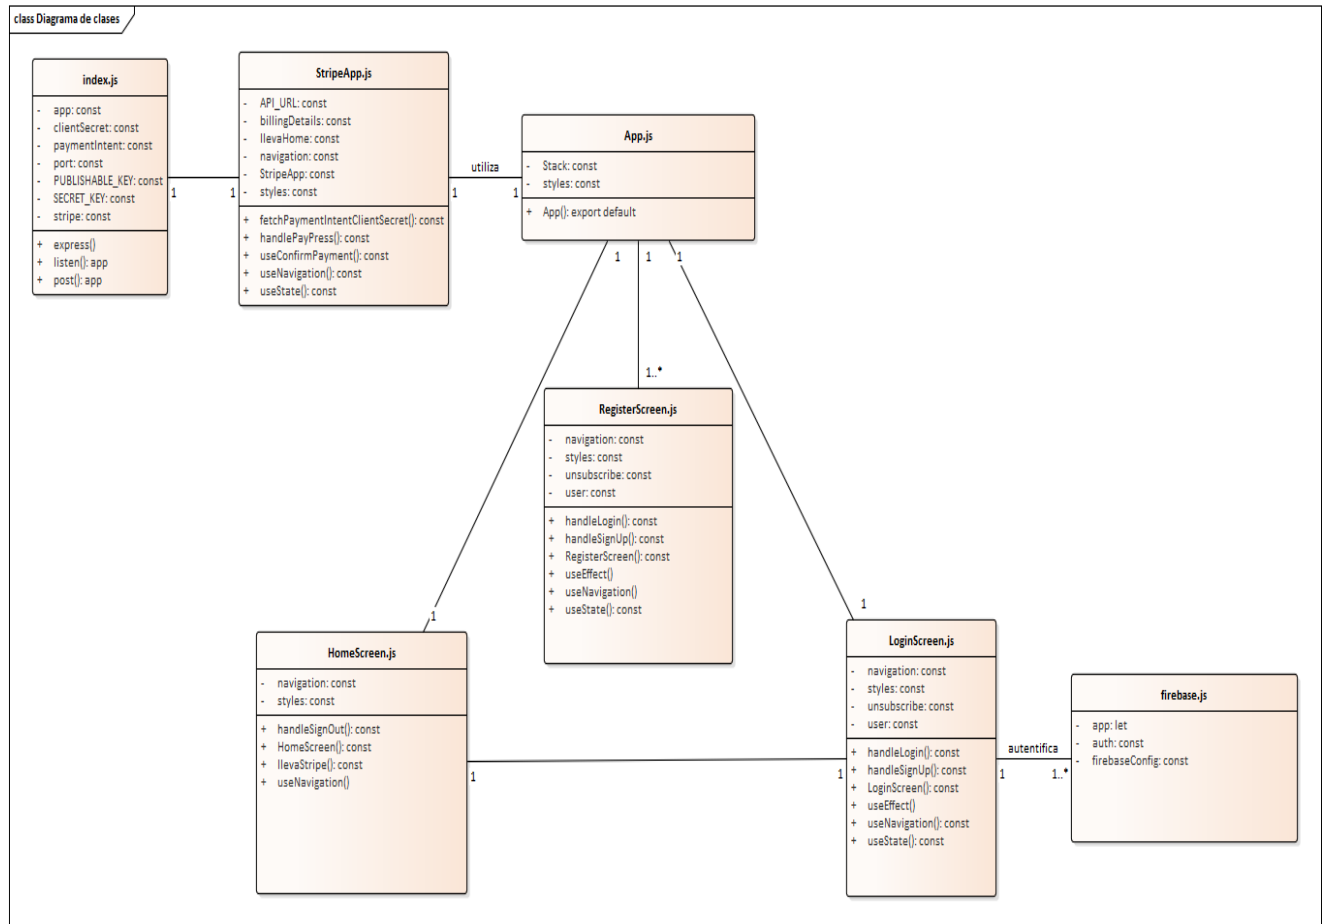 class Diagrama de clases
index.js
- app: const
- clientSecret: const
- paymentIntent: const
- port: const
- PUBLISHABLE_KEY: const
- SECRET_KEY: const
- stripe: const
+ express()
+ listen(): app
+ post(): app
1
1
StripeApp.js
- API_URL: const
- billingDetails: const
- llevaHome: const
- navigation: const
- StripeApp: const
- styles: const
+ fetchPaymentIntentClientSecret(): const
+ handlePayPress(): const
+ useConfirmPayment(): const
+ useNavigation(): const
+ useState(): const
utiliza
1
1
App.js
- Stack: const
- styles: const
+ App(): export default
1
1
1
1..*
RegisterScreen.js
- navigation: const
- styles: const
- unsubscribe: const
- user: const
+ handleLogin(): const
+ handleSignUp(): const
+ RegisterScreen(): const
+ useEffect()
+ useNavigation()
+ useState(): const
1
1
HomeScreen.js
- navigation: const
- styles: const
+ handleSignOut(): const
+ HomeScreen(): const
+ llevaStripe(): const
+ useNavigation()
1
1
LoginScreen.js
- navigation: const
- styles: const
- unsubscribe: const
- user: const
+ handleLogin(): const
+ handleSignUp(): const
+ LoginScreen(): const
+ useEffect()
+ useNavigation(): const
+ useState(): const
autentifica
1
1..*
firebase.js
- app: let
- auth: const
- firebaseConfig: const